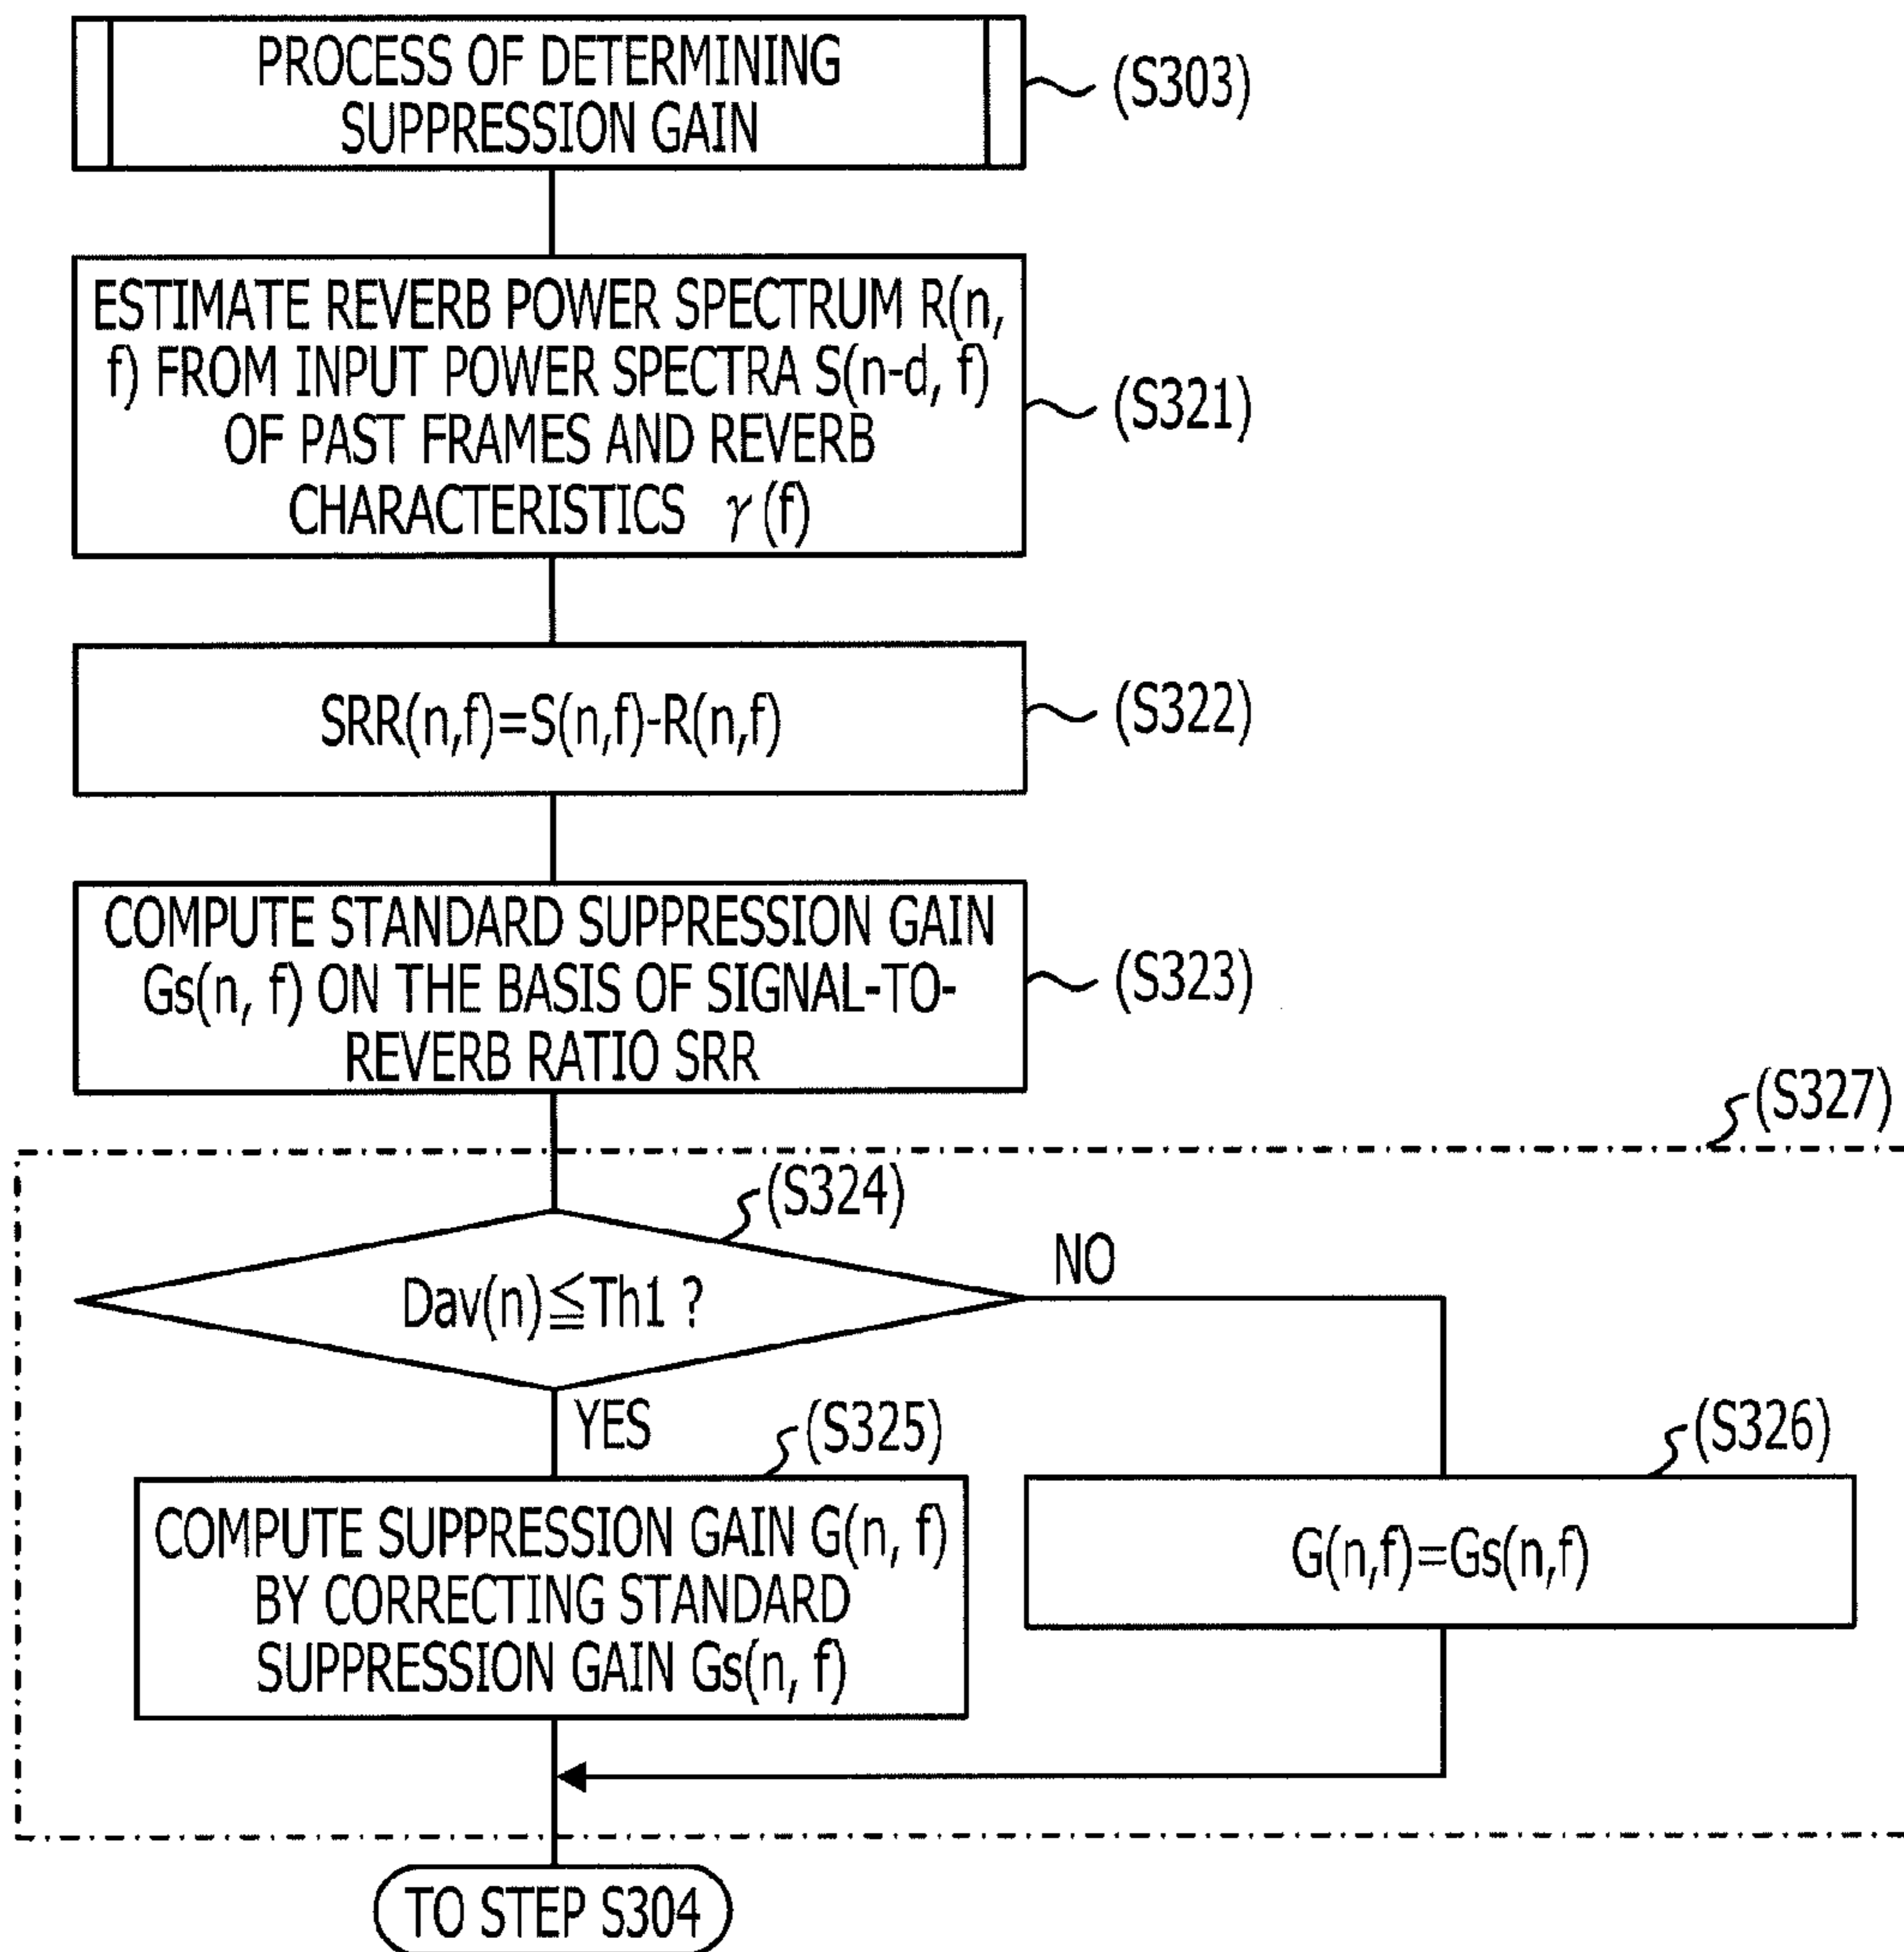 PROCESS OF DETERMINING
SUPPRESSION GAIN
(S303)
ESTIMATE REVERB POWER SPECTRUM R(n,
f) FROM INPUT POWER SPECTRA S(n-d, f)
OF PAST FRAMES AND REVERB
CHARACTERISTICS γ(f)
(S321)
SRR(n,f)=S(n,f)-R(n,f)
(S322)
COMPUTE STANDARD SUPPRESSION GAIN
Gs(n, f) ON THE BASIS OF SIGNAL-TO-
REVERB RATIO SRR
(S323)
(S327)
(S324)
Dav(n)≦Th1 ?
NO
YES
(S325)
COMPUTE SUPPRESSION GAIN G(n, f)
BY CORRECTING STANDARD
SUPPRESSION GAIN Gs(n, f)
(S326)
G(n,f)=Gs(n,f)
TO STEP S304